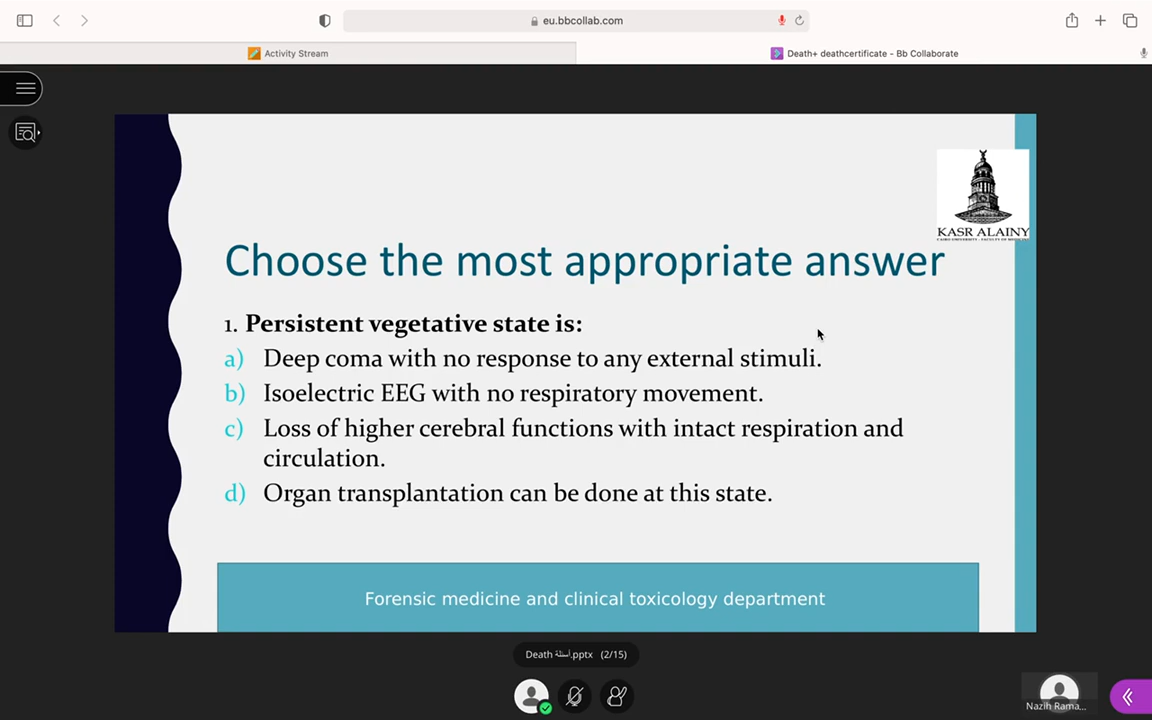 eu.bbcollab.com
Activity Stream
Death+ deathcertificate - Bb Collaborate
KASR ALAINY
Choose the most appropriate answer
1. Persistent vegetative state is:
a) Deep coma with no response to any external stimuli.
b) Isoelectric EEG with no respiratory movement.
c) Loss of higher cerebral functions with intact respiration and
circulation.
d) Organ transplantation can be done at this state.
Forensic medicine and clinical toxicology department
Death أسئلة.pptx (2/15)
Nazih Rama...